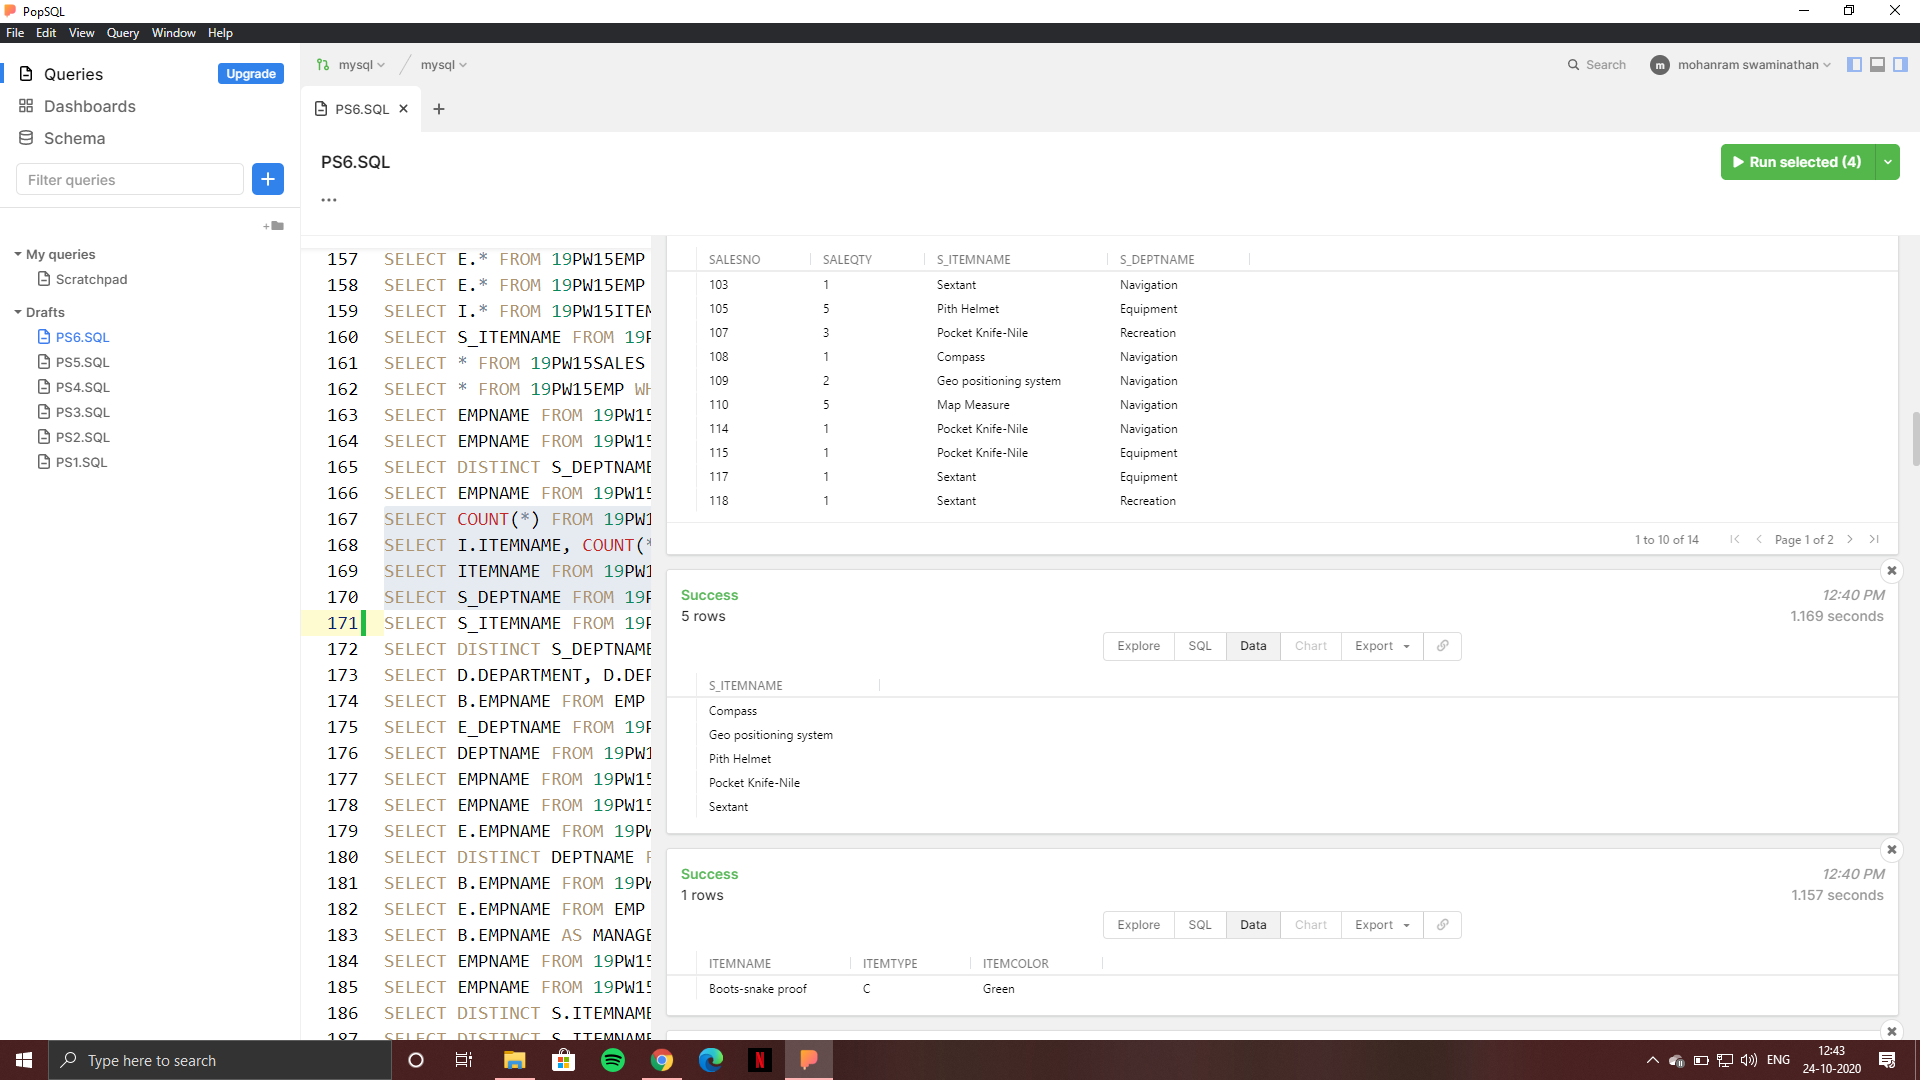 PopSQL
File Edit View Query Window Help
Queries
Upgrade
Dashboards
Schema
Filter queries
My queries
Scratchpad
Drafts
PS6.SQL
PS5.SQL
PS4.SQL
PS3.SQL
PS2.SQL
PS1.SQL
mysql mysql
Search
m mohanram swaminathan
PS6.SQL
PS6.SQL
...
Run selected (4)
157 SELECT E.* FROM 19PW15EMP
158 SELECT E.* FROM 19PW15EMP
159 SELECT I.* FROM 19PW15ITEM
160 SELECT S_ITEMNAME FROM 19P
161 SELECT * FROM 19PW15SALES
162 SELECT * FROM 19PW15EMP WH
163 SELECT EMPNAME FROM 19PW15
164 SELECT EMPNAME FROM 19PW15
165 SELECT DISTINCT S_DEPTNAME
166 SELECT EMPNAME FROM 19PW15
167 SELECT COUNT(*) FROM 19PW1
168 SELECT I.ITEMNAME, COUNT(*
169 SELECT ITEMNAME FROM 19PW1
170 SELECT S_DEPTNAME FROM 19P
171 SELECT S_ITEMNAME FROM 19P
172 SELECT DISTINCT S_DEPTNAME
173 SELECT D.DEPARTMENT, D.DEP
174 SELECT B.EMPNAME FROM EMP
175 SELECT E_DEPTNAME FROM 19P
176 SELECT DEPTNAME FROM 19PW1
177 SELECT EMPNAME FROM 19PW15
178 SELECT EMPNAME FROM 19PW15
179 SELECT E.EMPNAME FROM 19PW
180 SELECT DISTINCT DEPTNAME F
181 SELECT B.EMPNAME FROM 19PW
182 SELECT E.EMPNAME FROM EMP
183 SELECT B.EMPNAME AS MANAGE
184 SELECT EMPNAME FROM 19PW15
185 SELECT EMPNAME FROM 19PW15
186 SELECT DISTINCT S.ITEMNAME
187 SELECT DISTINCT S.ITEMNAME
SALESNO SALEQTY S_ITEMNAME S_DEPTNAME
103 1 Sextant Navigation
105 5 Pith Helmet Equipment
107 3 Pocket Knife-Nile Recreation
108 1 Compass Navigation
109 2 Geo positioning system Navigation
110 5 Map Measure Navigation
114 1 Pocket Knife-Nile Navigation
115 1 Pocket Knife-Nile Equipment
117 1 Sextant Equipment
118 1 Sextant Recreation
1 to 10 of 14 Page 1 of 2
Success 12:40 PM
5 rows 1.169 seconds
Explore SQL Data Chart Export
S_ITEMNAME
Compass
Geo positioning system
Pith Helmet
Pocket Knife-Nile
Sextant
Success 12:40 PM
1 rows 1.157 seconds
Explore SQL Data Chart Export
ITEMNAME ITEMTYPE ITEMCOLOR
Boots-snake proof C Green
Type here to search
N
ENG
12:43
24-10-2020